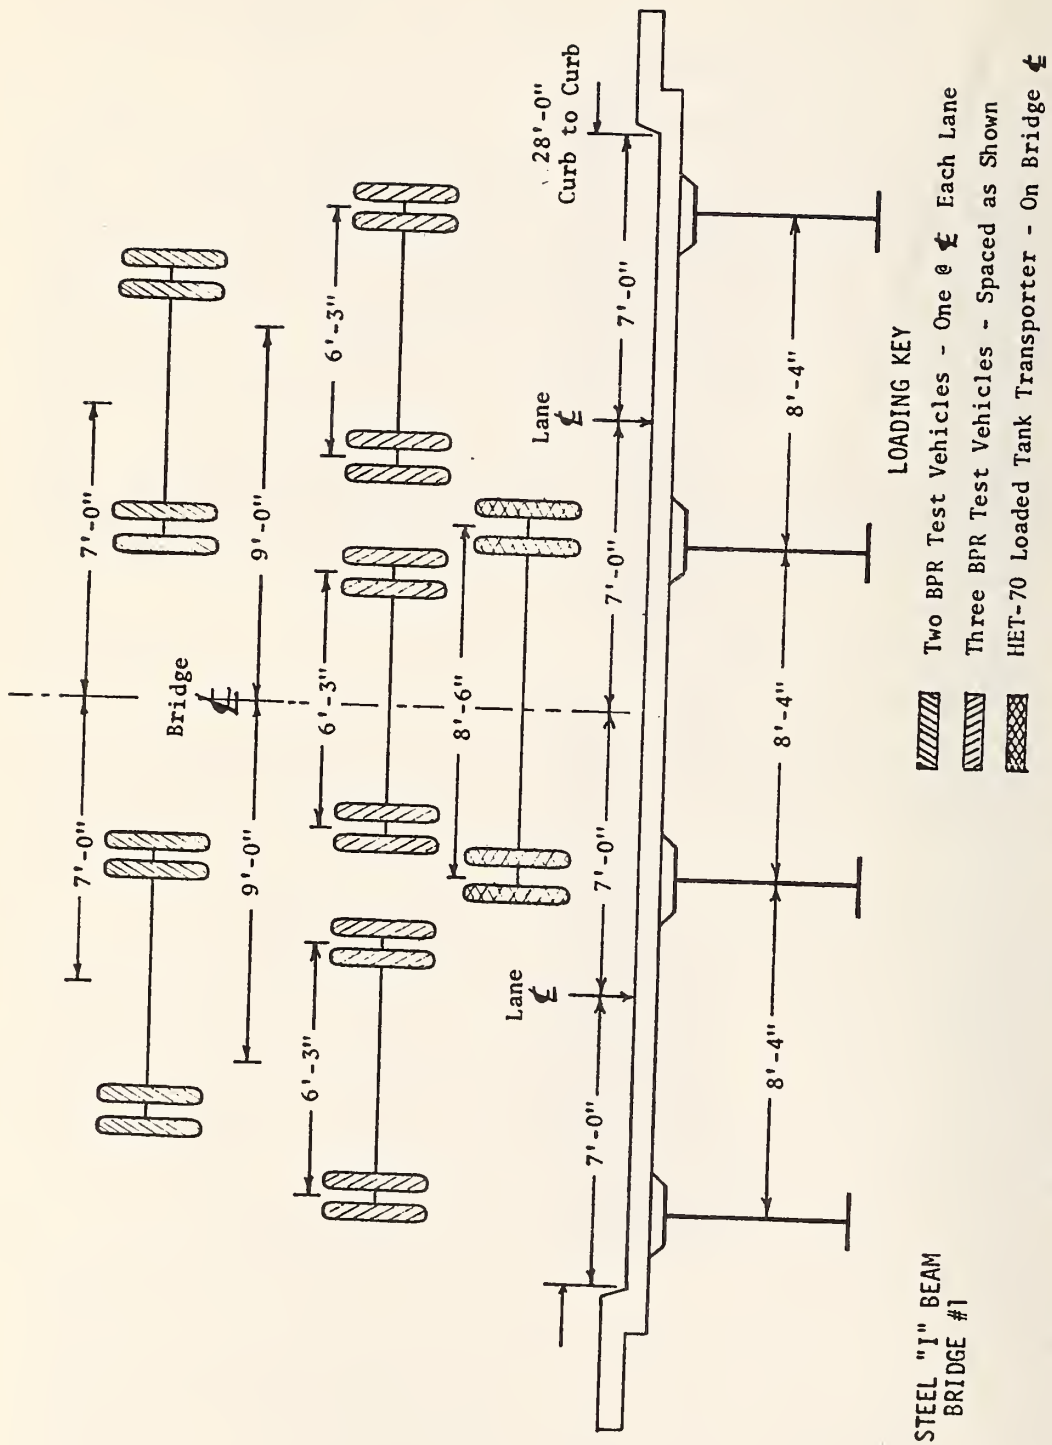 7'-0"
7'-0"
Bridge
℄
9'-0"
9'-0"
6'-3"
6'-3"
6'-3"
8'-6"
28'-0"
Curb to Curb
Lane
℄
Lane
℄
7'-0"
7'-0"
7'-0"
7'-0"
8'-4"
8'-4"
8'-4"
STEEL "I" BEAM
BRIDGE #1
LOADING KEY
Two BPR Test Vehicles - One @ ℄ Each Lane
Three BPR Test Vehicles - Spaced as Shown
HET-70 Loaded Tank Transporter - On Bridge ℄